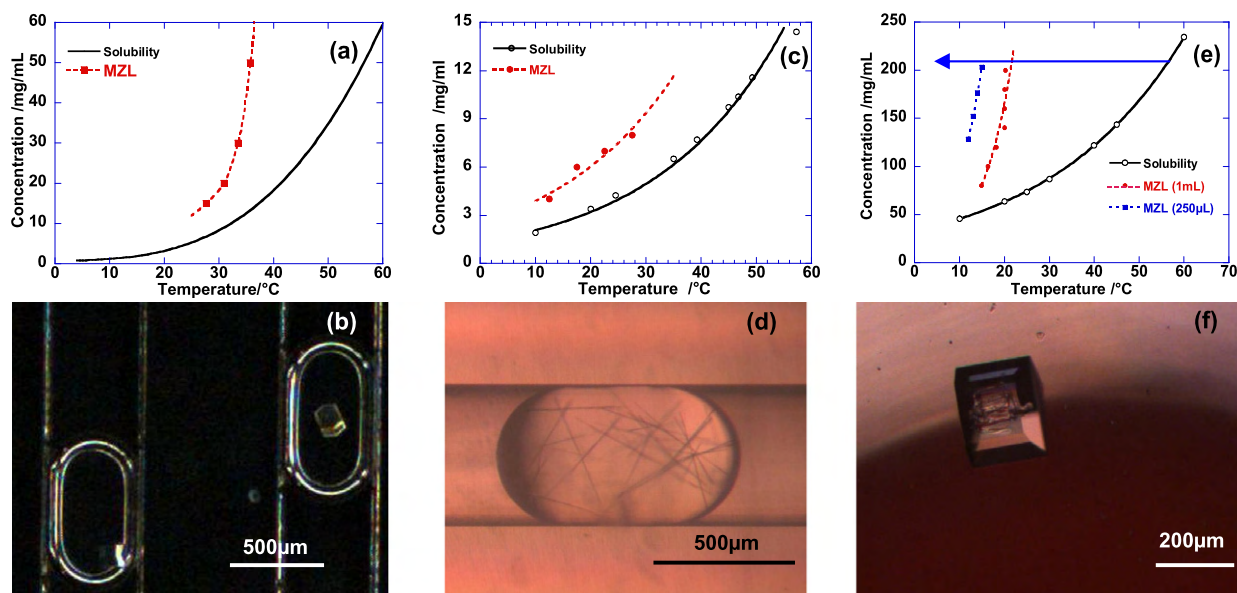 (a)
Solubility
MZL
Concentration /mg/mL
60
50
40
30
20
10
0
0 10 20 30 40 50 60
Temperature/°C
(c)
Solubility
MZL
Concentration /mg/ml
15
12
9
6
3
0
0 10 20 30 40 50 60
Temperature /°C
(e)
Solubility
MZL (1mL)
MZL (250µL)
Concentration /mg/mL
250
200
150
100
50
0
0 10 20 30 40 50 60 70
Temperature /°C
(b)
500µm
(d)
500µm
(f)
200µm